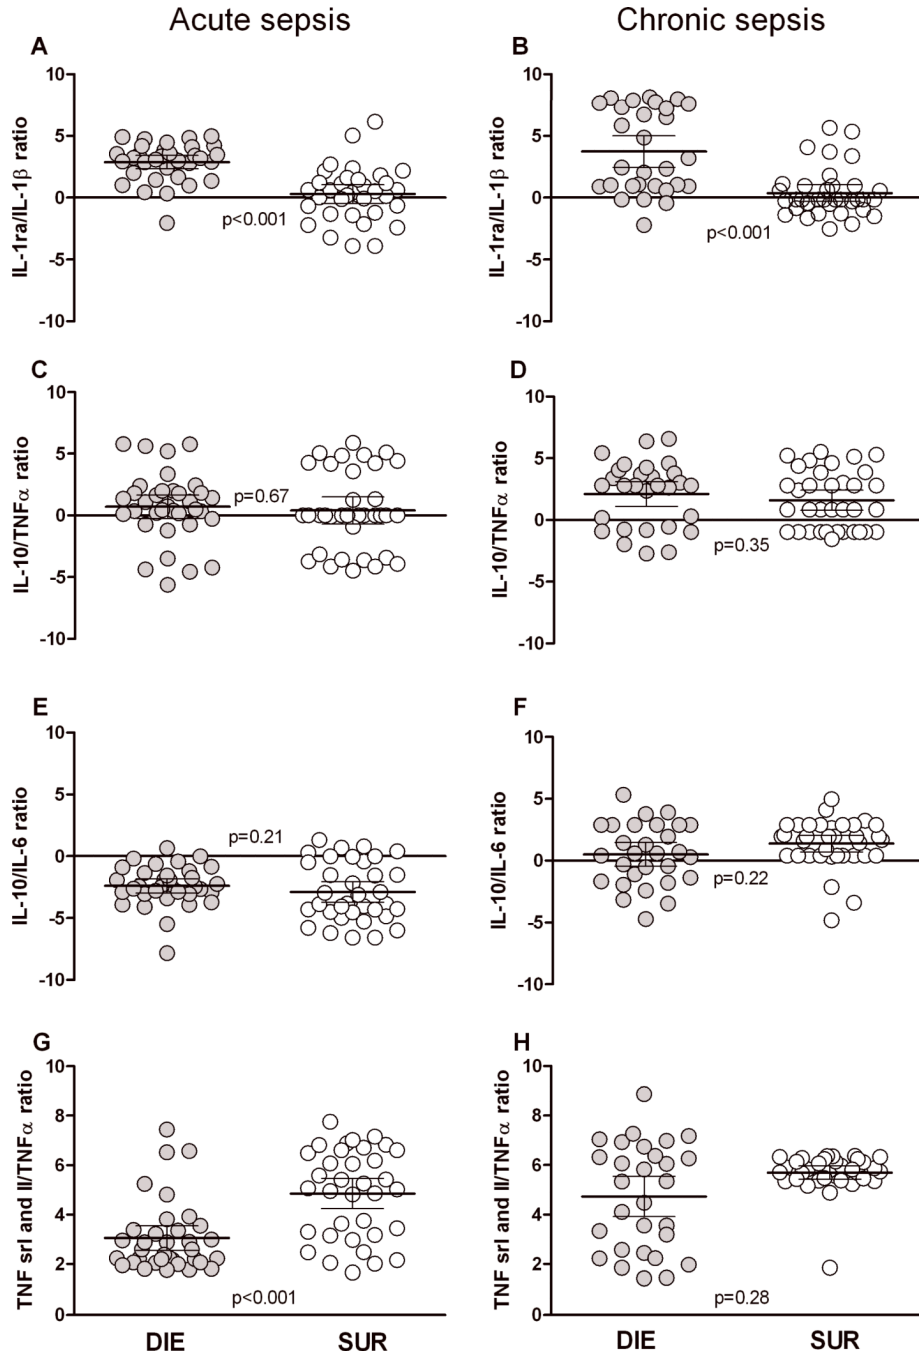 Acute sepsis
Chronic sepsis
A
10
5
0
-5
-10
IL-1ra/IL-1β ratio
p<0.001
B
10
5
0
-5
-10
IL-1ra/IL-1β ratio
p<0.001
C
10
5
0
-5
-10
IL-10/TNFα ratio
p=0.67
D
10
5
0
-5
-10
IL-10/TNFα ratio
p=0.35
E
10
5
0
-5
-10
IL-10/IL-6 ratio
p=0.21
F
10
5
0
-5
-10
IL-10/IL-6 ratio
p=0.22
G
10
8
6
4
2
0
TNF srI and II/TNFα ratio
p<0.001
DIE
SUR
H
10
8
6
4
2
0
TNF srI and II/TNFα ratio
p=0.28
DIE
SUR